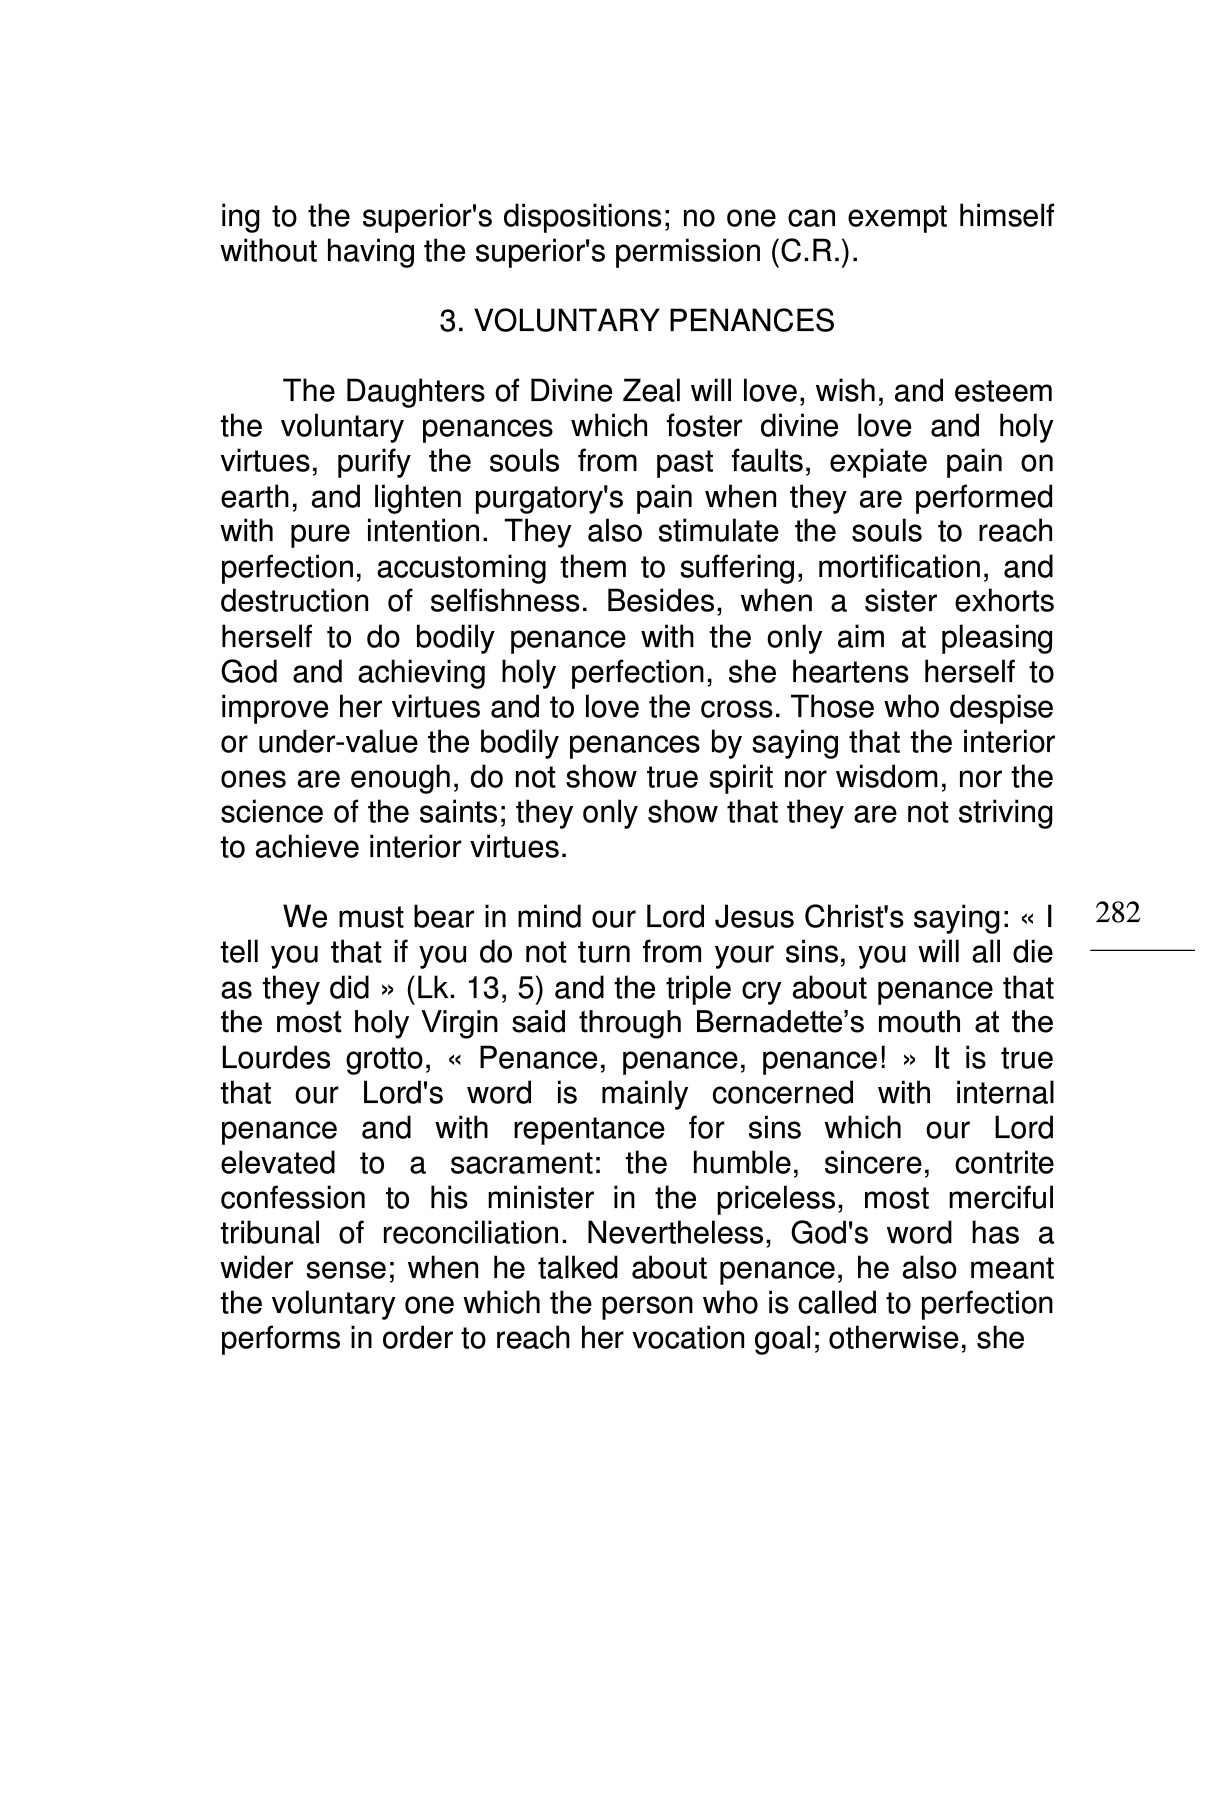 ing to the superior's dispositions; no one can exempt himself
without having the superior's permission (C.R.).
3. VOLUNTARY PENANCES
The Daughters of Divine Zeal will love, wish, and esteem
the voluntary penances which foster divine love and holy
virtues, purify the souls from past faults, expiate pain on
earth, and lighten purgatory's pain when they are performed
with pure intention. They also stimulate the souls to reach
perfection, accustoming them to suffering, mortification, and
destruction of selfishness. Besides, when a sister exhorts
herself to do bodily penance with the only aim at pleasing
God and achieving holy perfection, she heartens herself to
improve her virtues and to love the cross. Those who despise
or under-value the bodily penances by saying that the interior
ones are enough, do not show true spirit nor wisdom, nor the
science of the saints; they only show that they are not striving
to achieve interior virtues.
We must bear in mind our Lord Jesus Christ's saying: « I
tell you that if you do not turn from your sins, you will all die
as they did » (Lk. 13, 5) and the triple cry about penance that
the most holy Virgin said through Bernadette’s mouth at the
Lourdes grotto, « Penance, penance, penance! » It is true
that our Lord's word is mainly concerned with internal
penance and with repentance for sins which our Lord
elevated to a sacrament: the humble, sincere, contrite
confession to his minister in the priceless, most merciful
tribunal of reconciliation. Nevertheless, God's word has a
wider sense; when he talked about penance, he also meant
the voluntary one which the person who is called to perfection
performs in order to reach her vocation goal; otherwise, she
282